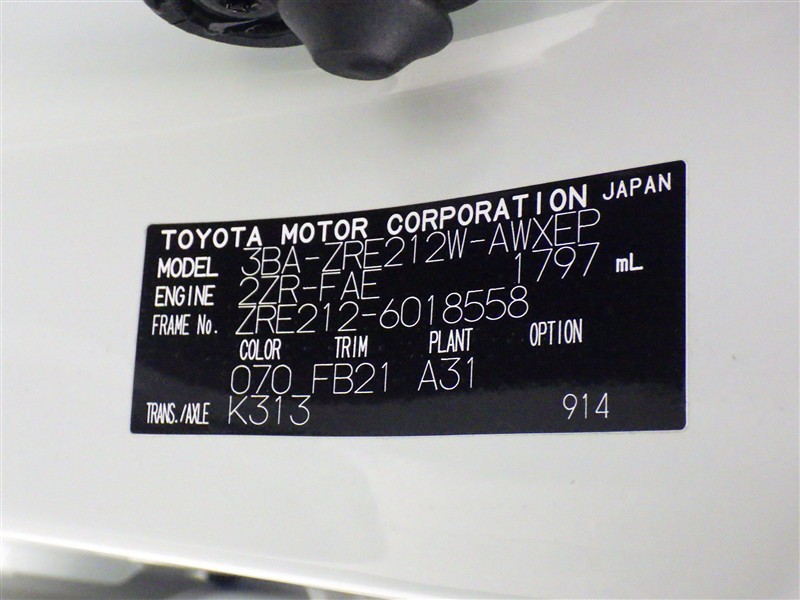 TOYOTA MOTOR CORPORATION JAPAN
MODEL 3BA-ZRE212W-AWXEP
ENGINE 2ZR-FAE 1797 mL
FRAME No. ZRE212-6018558
COLOR TRIM PLANT OPTION
070 FB21 A31
TRANS./AXLE K313 914